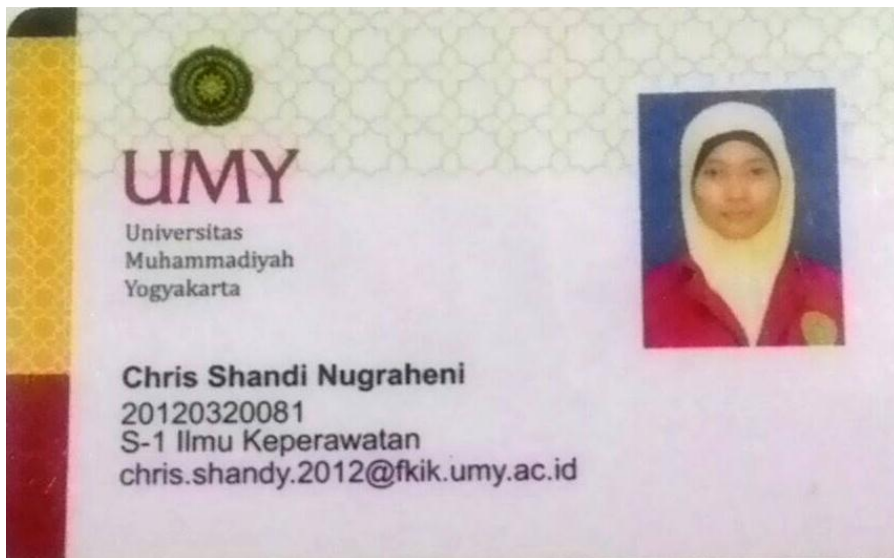 UMY
Universitas
Muhammadiyah
Yogyakarta
Chris Shandi Nugraheni
20120320081
S-1 Ilmu Keperawatan
chris.shandy.2012@fkik.umy.ac.id